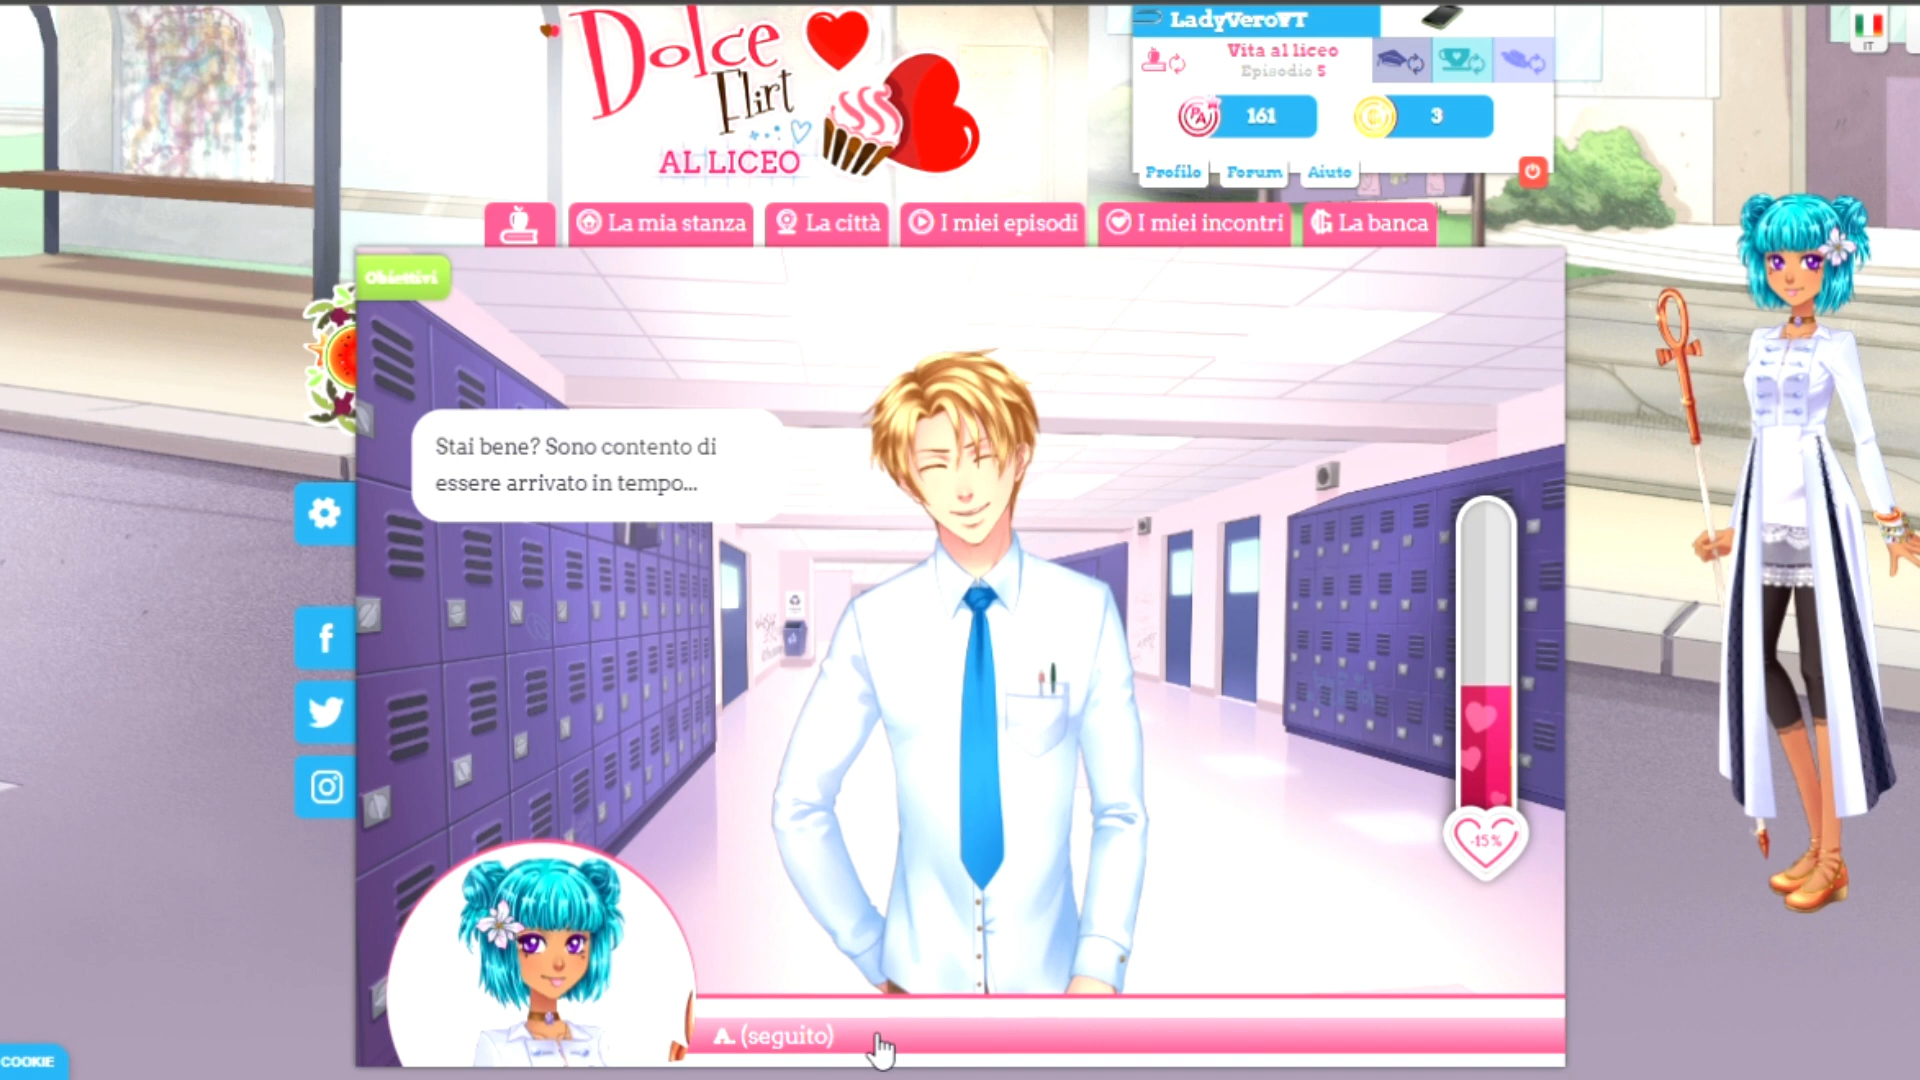 Dolce
Flirt
AL LICEO
LadyVeroYT
Vita al liceo
Episodio 5
161
3
Profilo
Forum
Aiuto
IT
La mia stanza
La città
I miei episodi
I miei incontri
La banca
Obiettivi
Stai bene? Sono contento di
essere arrivato in tempo...
-15%
A. (seguito)
COOKIE